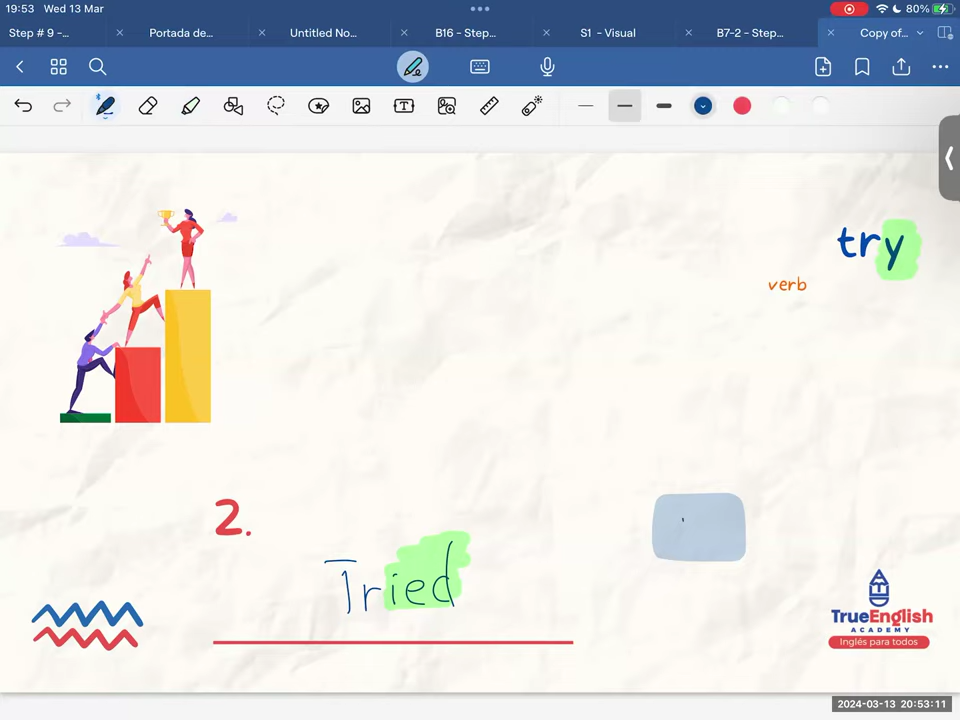 19:53 Wed 13 Mar
80%
Step # 9 -...
Portada de...
Untitled No...
B16 - Step...
S1 - Visual
B7-2 - Step...
Copy of...
try
verb
2.
Tried
TrueEnglish
ACADEMY
Inglés para todos
2024-03-13 20:53:11